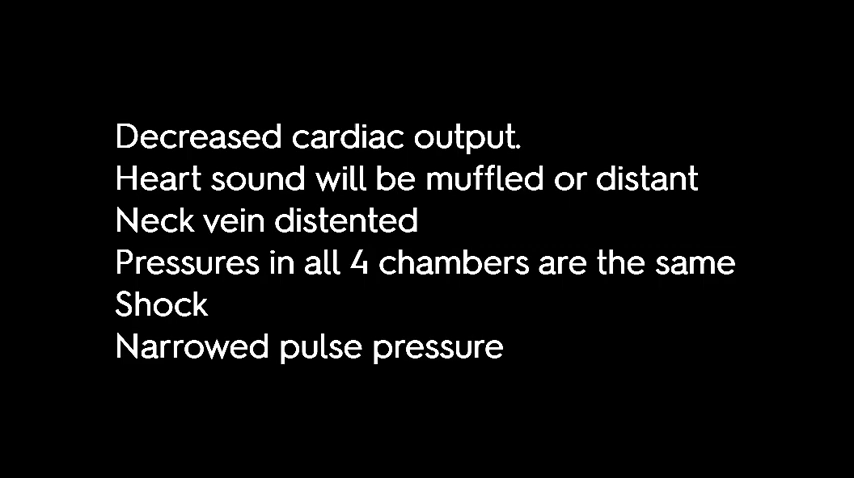 Decreased cardiac output.
Heart sound will be muffled or distant
Neck vein distented
Pressures in all 4 chambers are the same
Shock
Narrowed pulse pressure